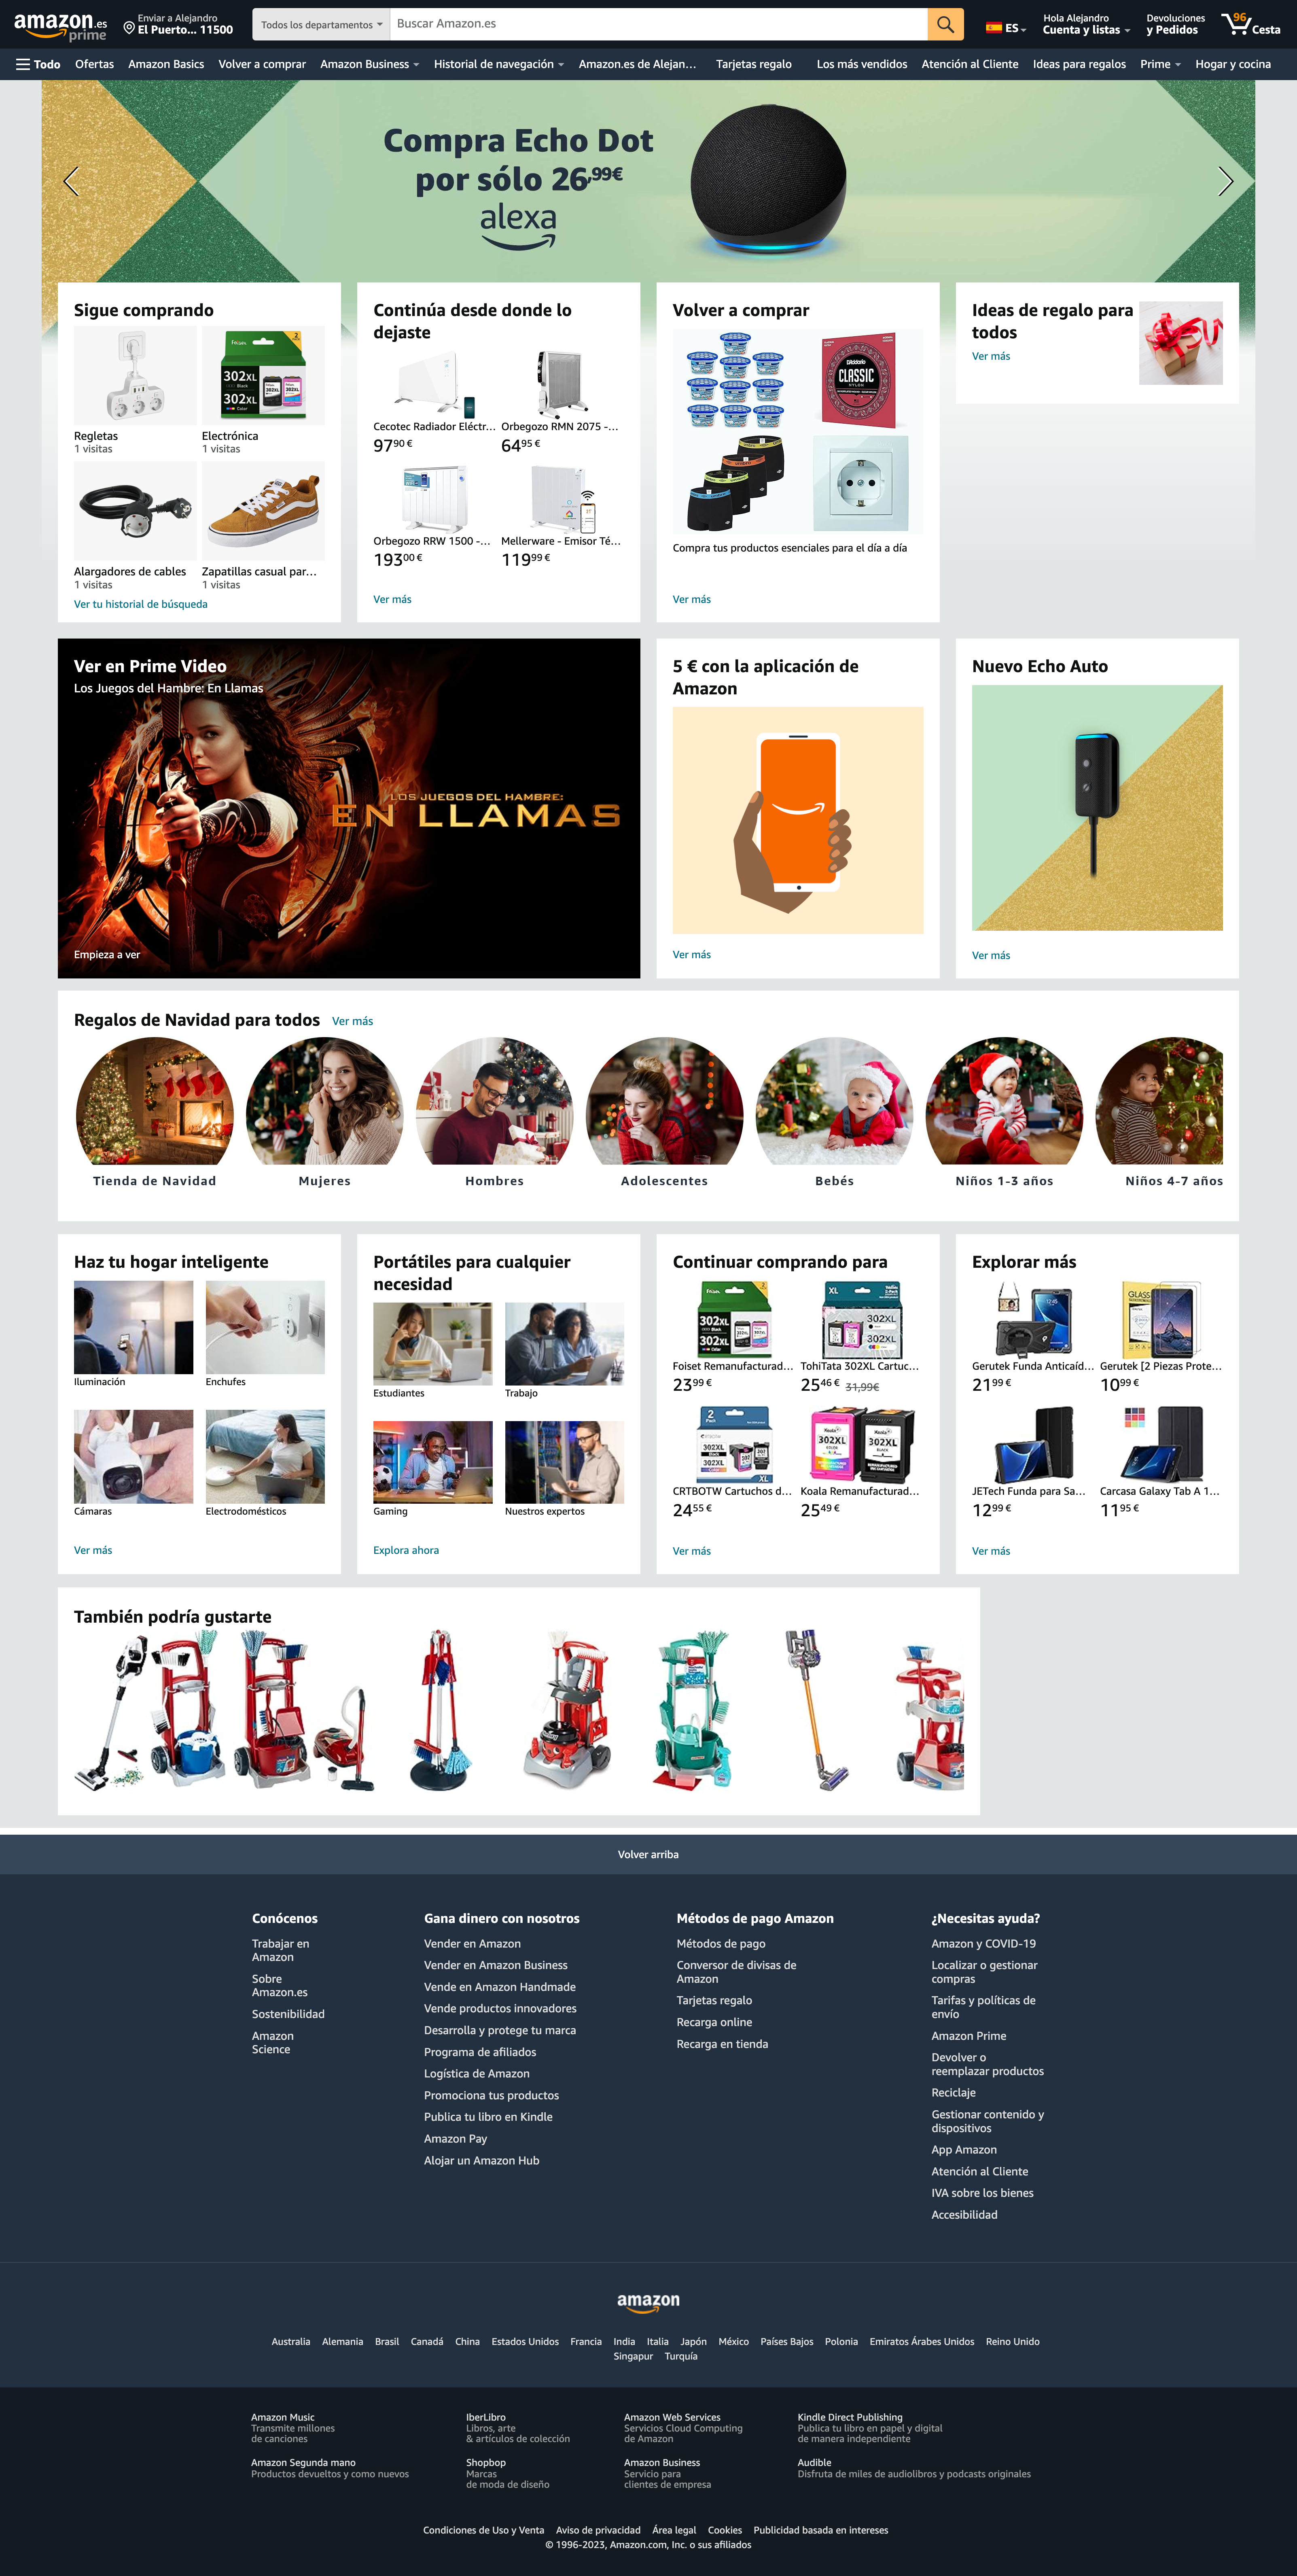 amazon.es
prime
Enviar a Alejandro
El Puerto... 11500
Todos los departamentos
Buscar Amazon.es
ES
Hola Alejandro
Cuenta y listas
Devoluciones
y Pedidos
96
Cesta
Todo
Ofertas
Amazon Basics
Volver a comprar
Amazon Business
Historial de navegación
Amazon.es de Alejan...
Tarjetas regalo
Los más vendidos
Atención al Cliente
Ideas para regalos
Prime
Hogar y cocina
Compra Echo Dot
por sólo 26,99€
alexa
Sigue comprando
302XL
302XL
Regletas
1 visitas
Electrónica
1 visitas
Alargadores de cables
1 visitas
Zapatillas casual par...
1 visitas
Ver tu historial de búsqueda
Continúa desde donde lo
dejaste
Cecotec Radiador Eléctr...
97 90 €
Orbegozo RMN 2075 -...
64 95 €
Orbegozo RRW 1500 -...
193 00 €
Mellerware - Emisor Té...
119 99 €
Ver más
Volver a comprar
D'Addario
CLASSIC
NYLON
Compra tus productos esenciales para el día a día
Ver más
Ideas de regalo para
todos
Ver más
Ver en Prime Video
Los Juegos del Hambre: En Llamas
LOS JUEGOS DEL HAMBRE:
EN LLAMAS
Empieza a ver
5 € con la aplicación de
Amazon
Ver más
Nuevo Echo Auto
Ver más
Regalos de Navidad para todos
Ver más
Tienda de Navidad
Mujeres
Hombres
Adolescentes
Bebés
Niños 1-3 años
Niños 4-7 años
Haz tu hogar inteligente
Iluminación
Enchufes
Cámaras
Electrodomésticos
Ver más
Portátiles para cualquier
necesidad
Estudiantes
Trabajo
Gaming
Nuestros expertos
Explora ahora
Continuar comprando para
302XL
302XL
XL
302XL
302XL
Foiset Remanufacturad...
23 99 €
TohiTata 302XL Cartuc...
25 46 € 31,99€
2
Pack
302XL
302XL
XL
Koala
302XL
COLOR
Koala
302XL
BLACK
CRTBOTW Cartuchos d...
24 55 €
Koala Remanufacturad...
25 49 €
Ver más
Explorar más
GLASS
Gerutek Funda Anticaíd...
21 99 €
Gerutek [2 Piezas Prote...
10 99 €
JETech Funda para Sa...
12 99 €
Carcasa Galaxy Tab A 1...
11 95 €
Ver más
También podría gustarte
Volver arriba
Conócenos
Trabajar en
Amazon
Sobre
Amazon.es
Sostenibilidad
Amazon
Science
Gana dinero con nosotros
Vender en Amazon
Vender en Amazon Business
Vende en Amazon Handmade
Vende productos innovadores
Desarrolla y protege tu marca
Programa de afiliados
Logística de Amazon
Promociona tus productos
Publica tu libro en Kindle
Amazon Pay
Alojar un Amazon Hub
Métodos de pago Amazon
Métodos de pago
Conversor de divisas de
Amazon
Tarjetas regalo
Recarga online
Recarga en tienda
¿Necesitas ayuda?
Amazon y COVID-19
Localizar o gestionar
compras
Tarifas y políticas de
envío
Amazon Prime
Devolver o
reemplazar productos
Reciclaje
Gestionar contenido y
dispositivos
App Amazon
Atención al Cliente
IVA sobre los bienes
Accesibilidad
amazon
Australia Alemania Brasil Canadá China Estados Unidos Francia India Italia Japón México Países Bajos Polonia Emiratos Árabes Unidos Reino Unido
Singapur Turquía
Amazon Music
Transmite millones
de canciones
IberLibro
Libros, arte
& artículos de colección
Amazon Web Services
Servicios Cloud Computing
de Amazon
Kindle Direct Publishing
Publica tu libro en papel y digital
de manera independiente
Amazon Segunda mano
Productos devueltos y como nuevos
Shopbop
Marcas
de moda de diseño
Amazon Business
Servicio para
clientes de empresa
Audible
Disfruta de miles de audiolibros y podcasts originales
Condiciones de Uso y Venta Aviso de privacidad Área legal Cookies Publicidad basada en intereses
© 1996-2023, Amazon.com, Inc. o sus afiliados